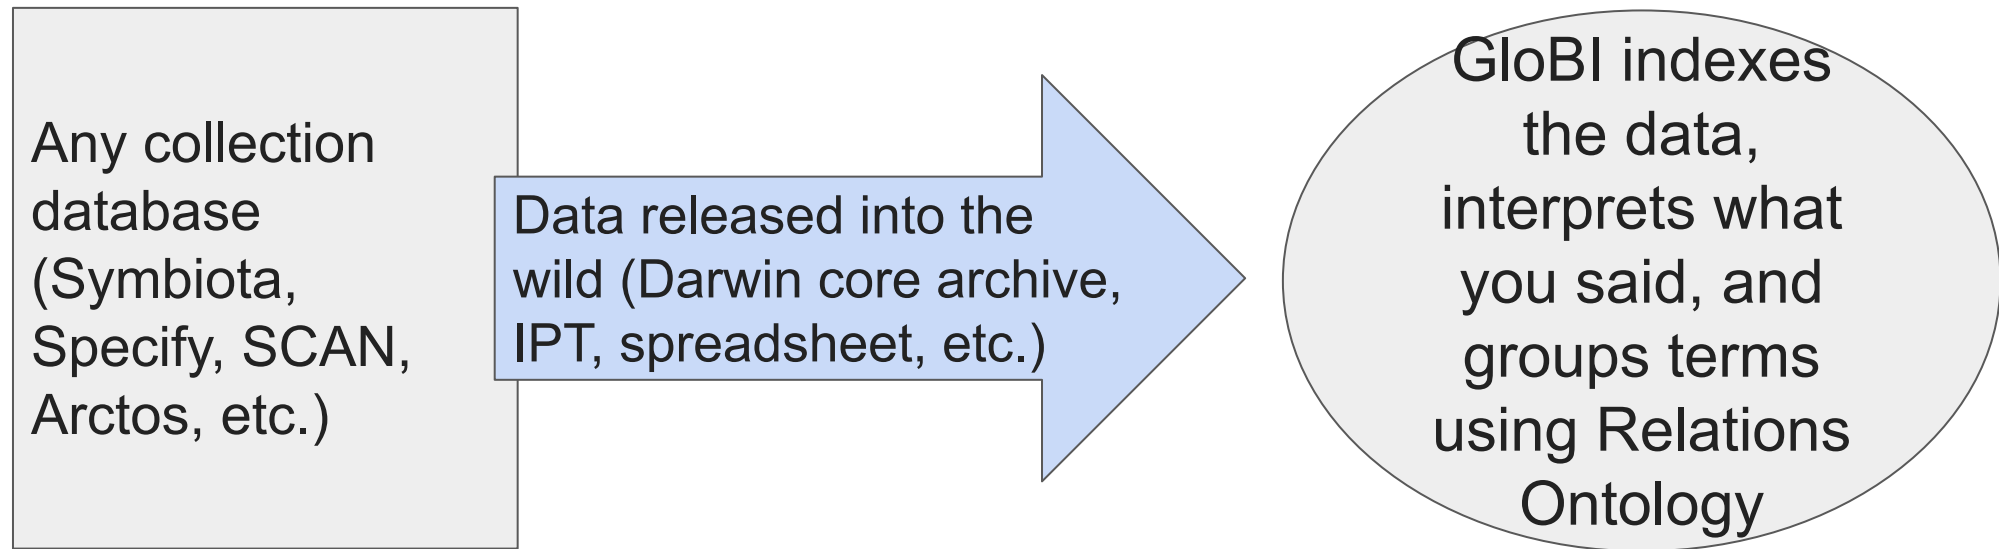 Any collection
database
(Symbiota,
Specify, SCAN,
Arctos, etc.)
Data released into the
wild (Darwin core archive,
IPT, spreadsheet, etc.)
GloBI indexes
the data,
interprets what
you said, and
groups terms
using Relations
Ontology